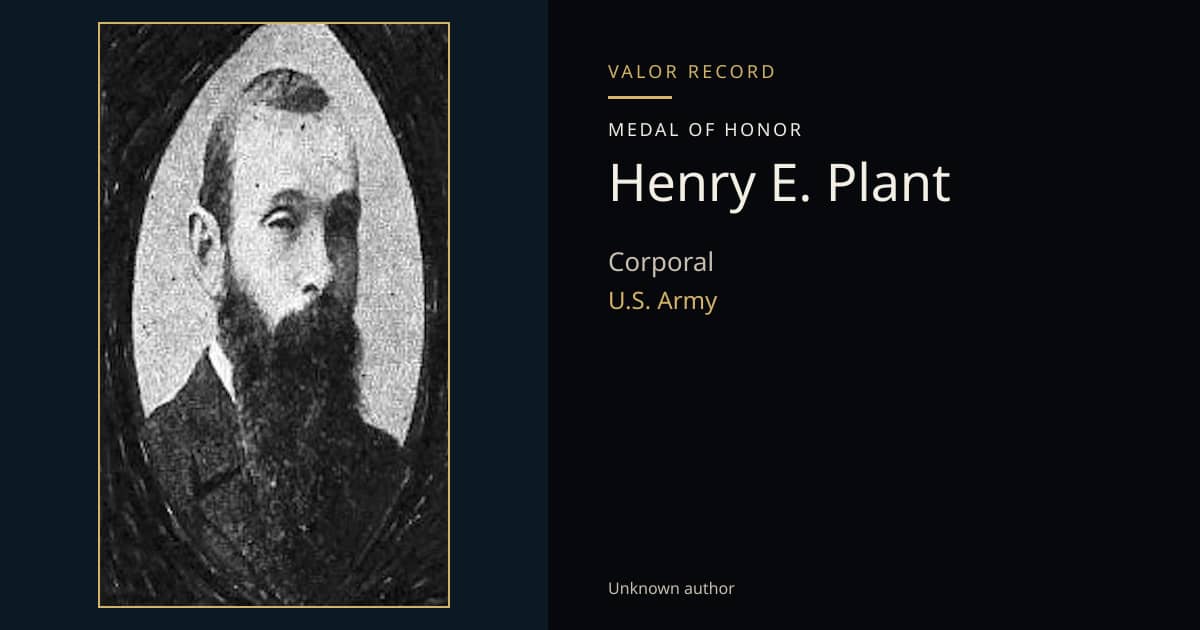 VALOR RECORD
MEDAL OF HONOR
Henry E. Plant
Corporal
U.S. Army
Unknown author